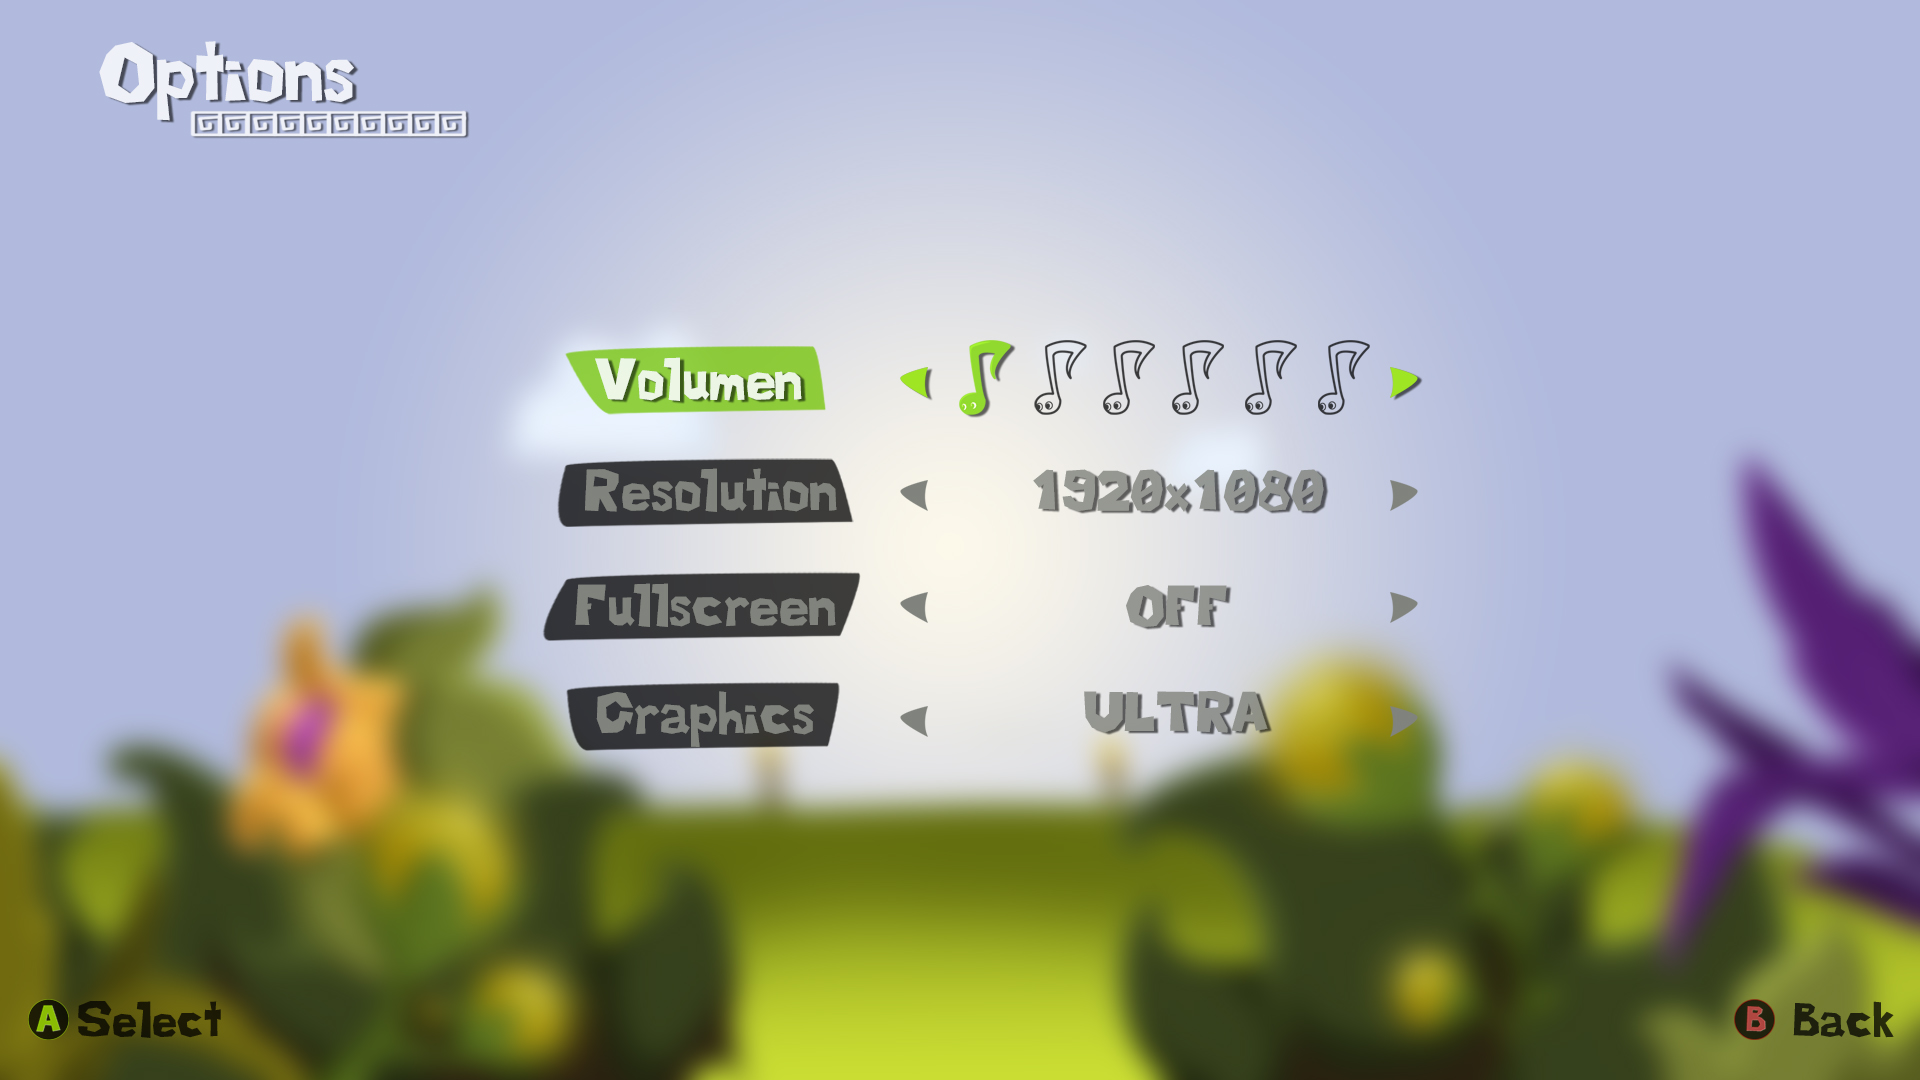 Options
Volumen
Resolution 1920x1080
Fullscreen OFF
Graphics ULTRA
A Select B Back